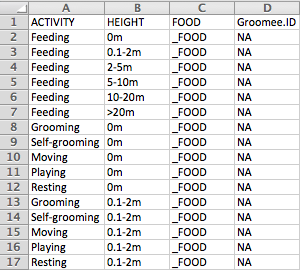 A B C D
1 ACTIVITY HEIGHT FOOD Groomee.ID
2 Feeding 0m _FOOD NA
3 Feeding 0.1-2m _FOOD NA
4 Feeding 2-5m _FOOD NA
5 Feeding 5-10m _FOOD NA
6 Feeding 10-20m _FOOD NA
7 Feeding >20m _FOOD NA
8 Grooming 0m _FOOD NA
9 Self-grooming 0m _FOOD NA
10 Moving 0m _FOOD NA
11 Playing 0m _FOOD NA
12 Resting 0m _FOOD NA
13 Grooming 0.1-2m _FOOD NA
14 Self-grooming 0.1-2m _FOOD NA
15 Moving 0.1-2m _FOOD NA
16 Playing 0.1-2m _FOOD NA
17 Resting 0.1-2m _FOOD NA